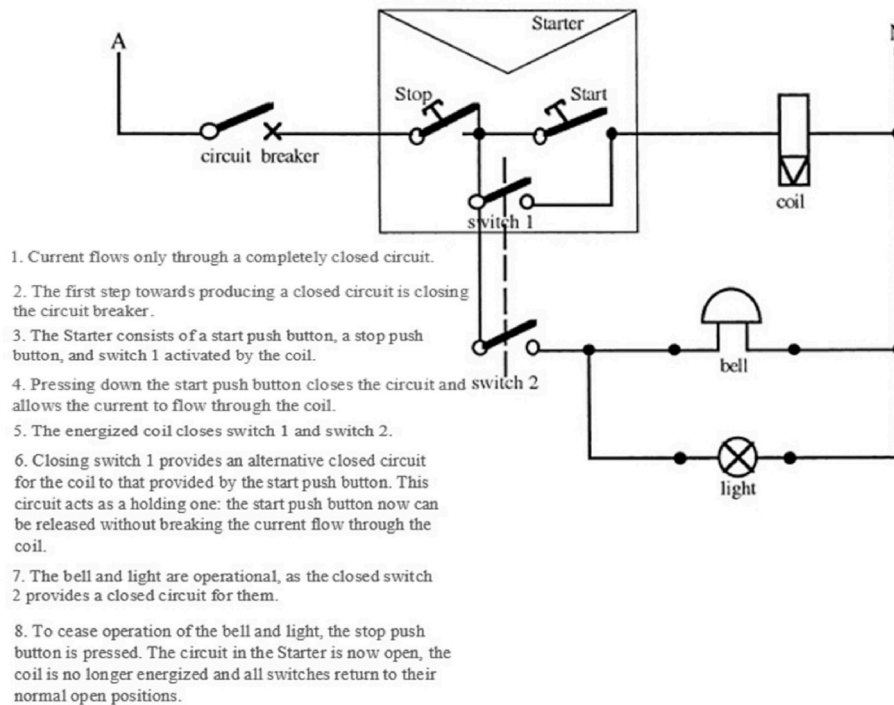 Starter
A
N
Stop
Start
circuit breaker
coil
switch 1
1. Current flows only through a completely closed circuit.
2. The first step towards producing a closed circuit is closing
the circuit breaker.
3. The Starter consists of a start push button, a stop push
button, and switch 1 activated by the coil.
bell
4. Pressing down the start push button closes the circuit and
allows the current to flow through the coil.
switch 2
5. The energized coil closes switch 1 and switch 2.
6. Closing switch 1 provides an alternative closed circuit
for the coil to that provided by the start push button. This
circuit acts as a holding one: the start push button now can
be released without breaking the current flow through the
coil.
light
7. The bell and light are operational, as the closed switch
2 provides a closed circuit for them.
8. To cease operation of the bell and light, the stop push
button is pressed. The circuit in the Starter is now open, the
coil is no longer energized and all switches return to their
normal open positions.